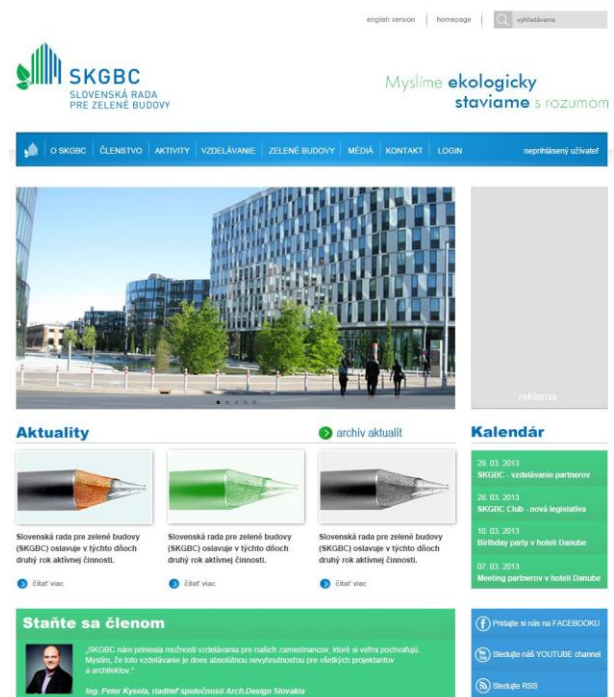 english version
homepage
vyhľadávanie
SKGBC
SLOVENSKÁ RADA
PRE ZELENÉ BUDOVY
Myslíme ekologicky
staviame s rozumom
O SKGBC
ČLENSTVO
AKTIVITY
VZDELÁVANIE
ZELENÉ BUDOVY
MÉDIÁ
KONTAKT
LOGIN
neprihlásený užívateľ
reklama
Aktuality
archív aktualít
Slovenská rada pre zelené budovy
(SKGBC) oslavuje v týchto dňoch
druhý rok aktívnej činnosti.
čítať viac
Slovenská rada pre zelené budovy
(SKGBC) oslavuje v týchto dňoch
druhý rok aktívnej činnosti.
čítať viac
Slovenská rada pre zelené budovy
(SKGBC) oslavuje v týchto dňoch
druhý rok aktívnej činnosti.
čítať viac
Kalendár
29. 03. 2013
SKGBC - vzdelávanie partnerov
28. 03. 2013
SKGBC Club - nová legislatíva
10. 03. 2013
Birthday party v hoteli Danube
07. 03. 2013
Meeting partnerov v hoteli Danube
Staňte sa členom
„SKGBC nám priniesla možnosti vzdelávania pre našich zamestnancov, ktoré si veľmi pochvaľujú.
Myslím, že toto vzdelávanie je dnes absolútnou nevyhnutnosťou pre všetkých projektantov
a architektov."
Ing. Peter Kysela, riaditeľ spoločnosti Arch.Design Slovakia
Pridajte si nás na FACEBOOKU
Sledujte náš YOUTUBE channel
Sledujte RSS